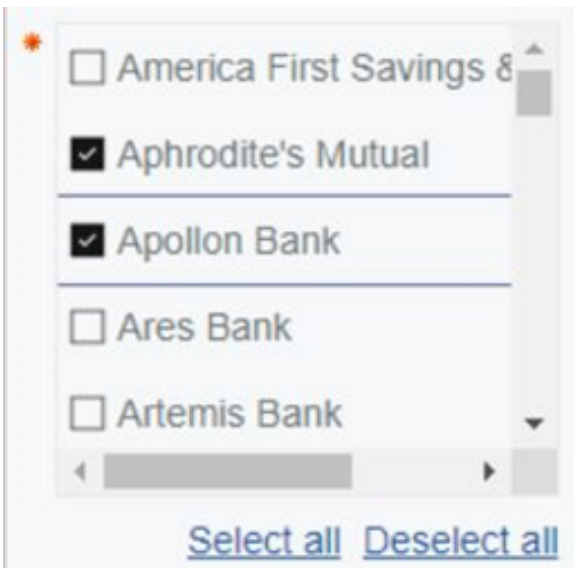 America First Savings &
Aphrodite's Mutual
Apollon Bank
Ares Bank
Artemis Bank
Select all Deselect all